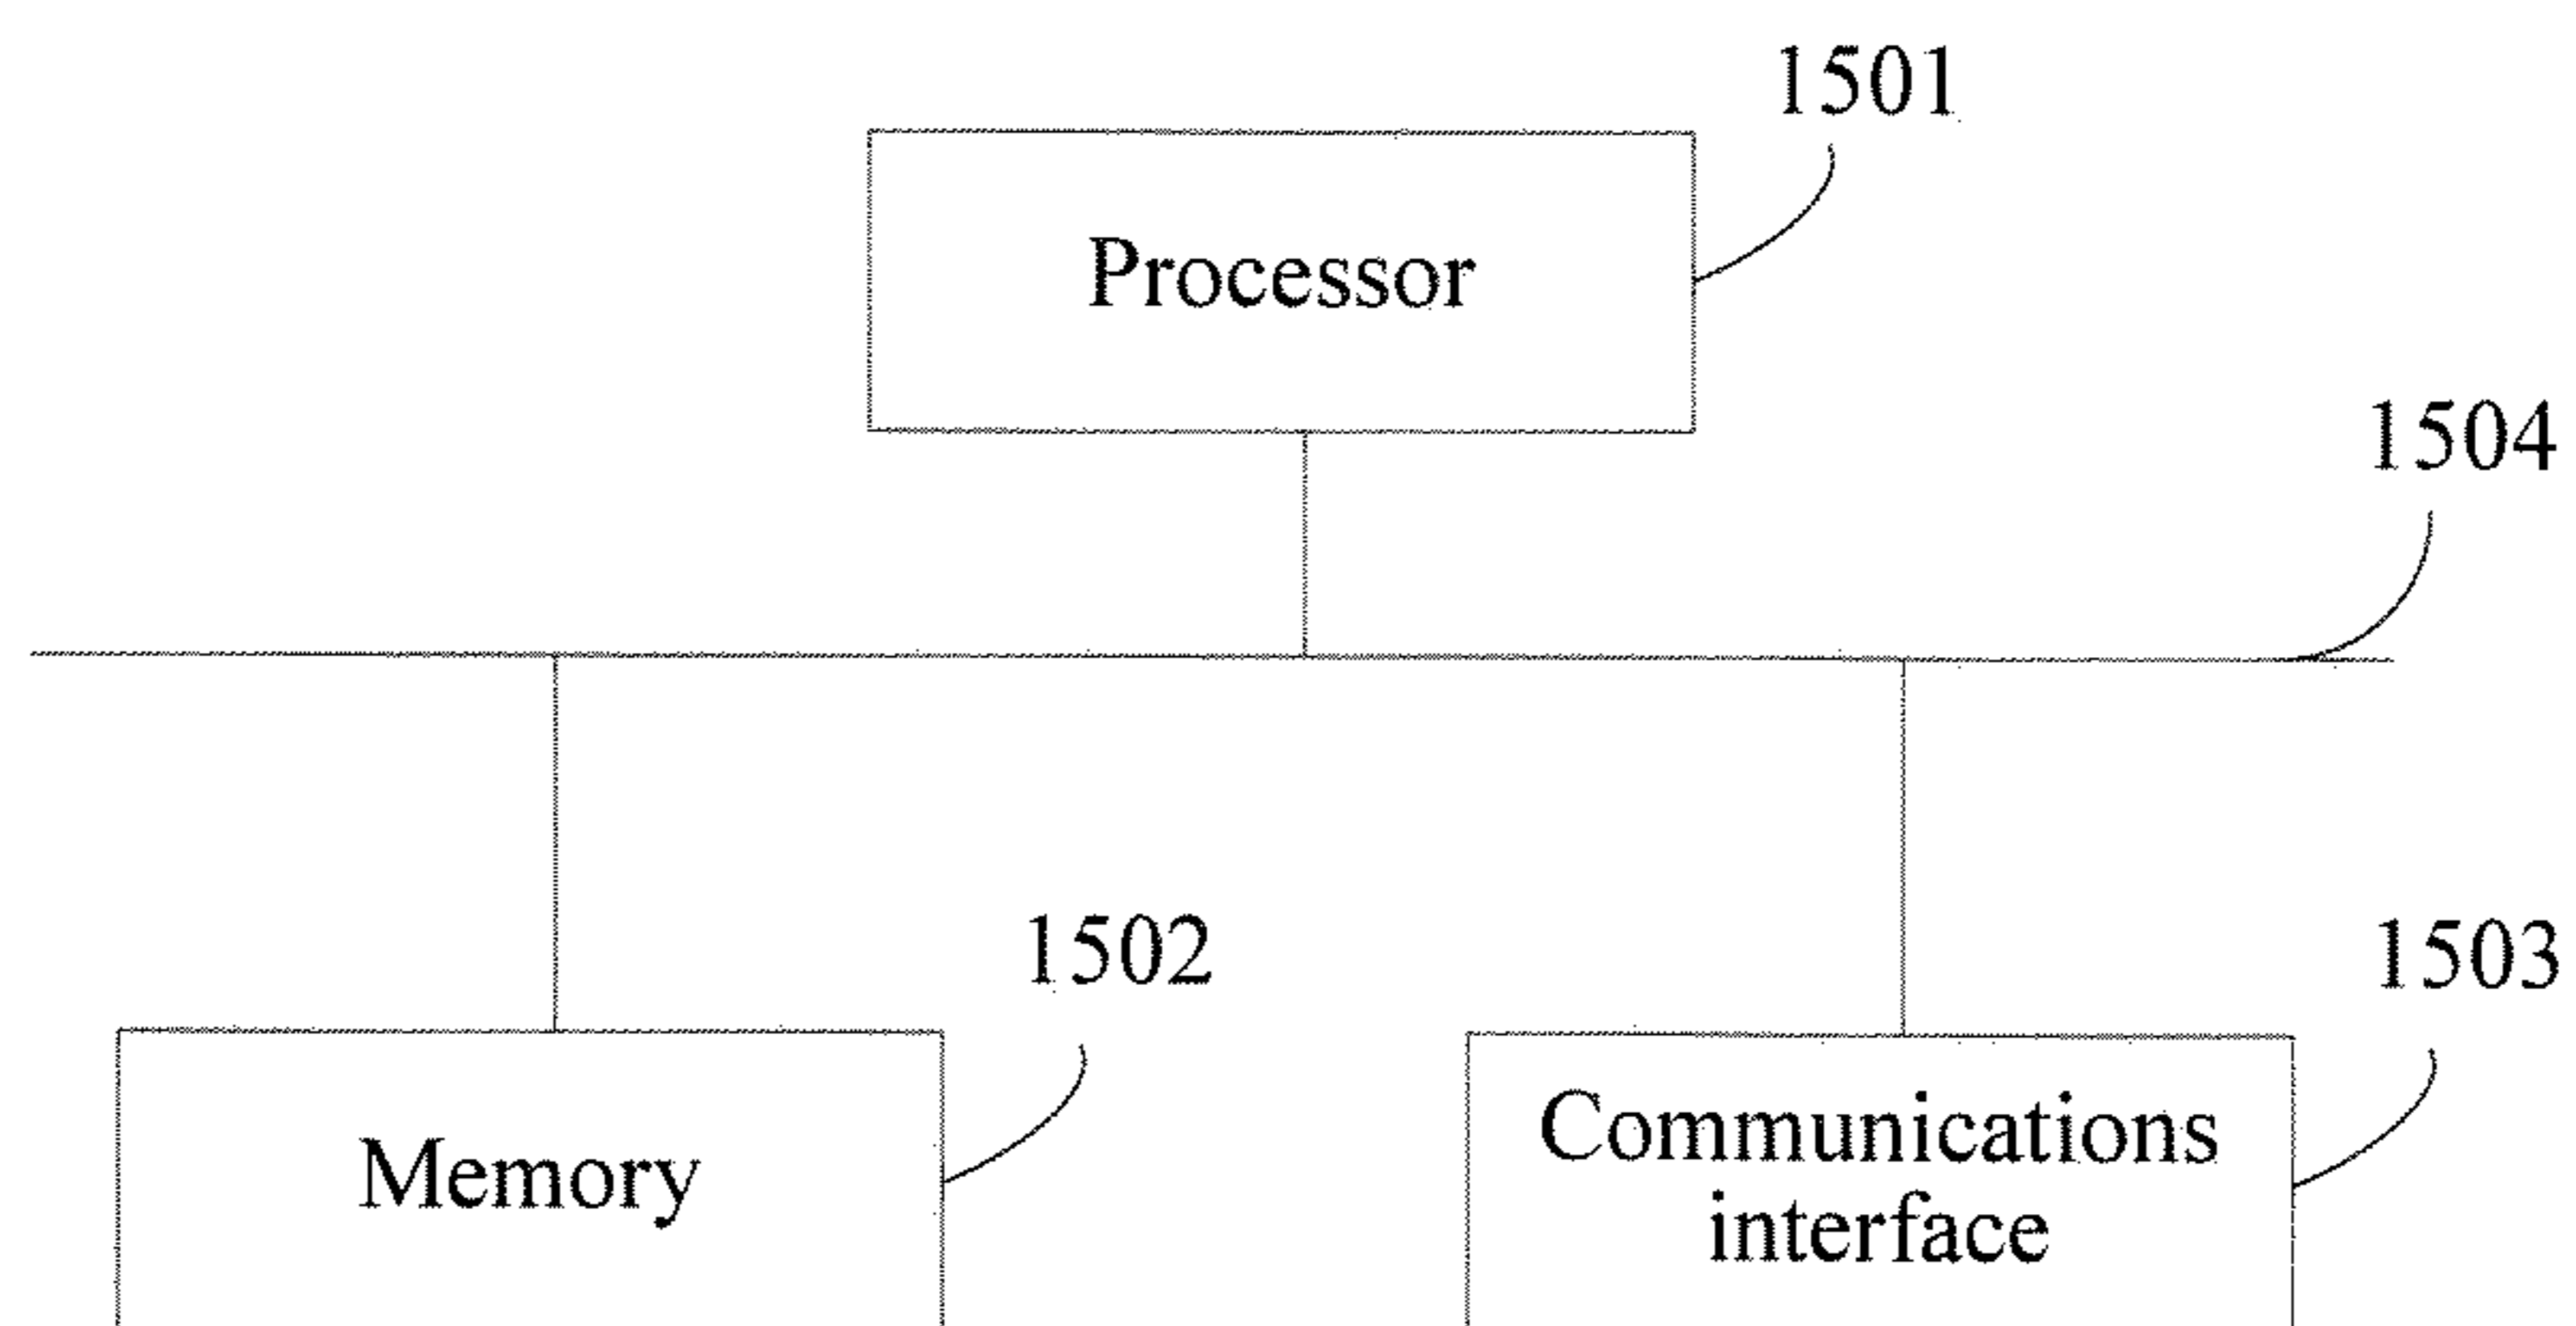 1501
Processor
1504
1502
1503
Memory
Communications
interface